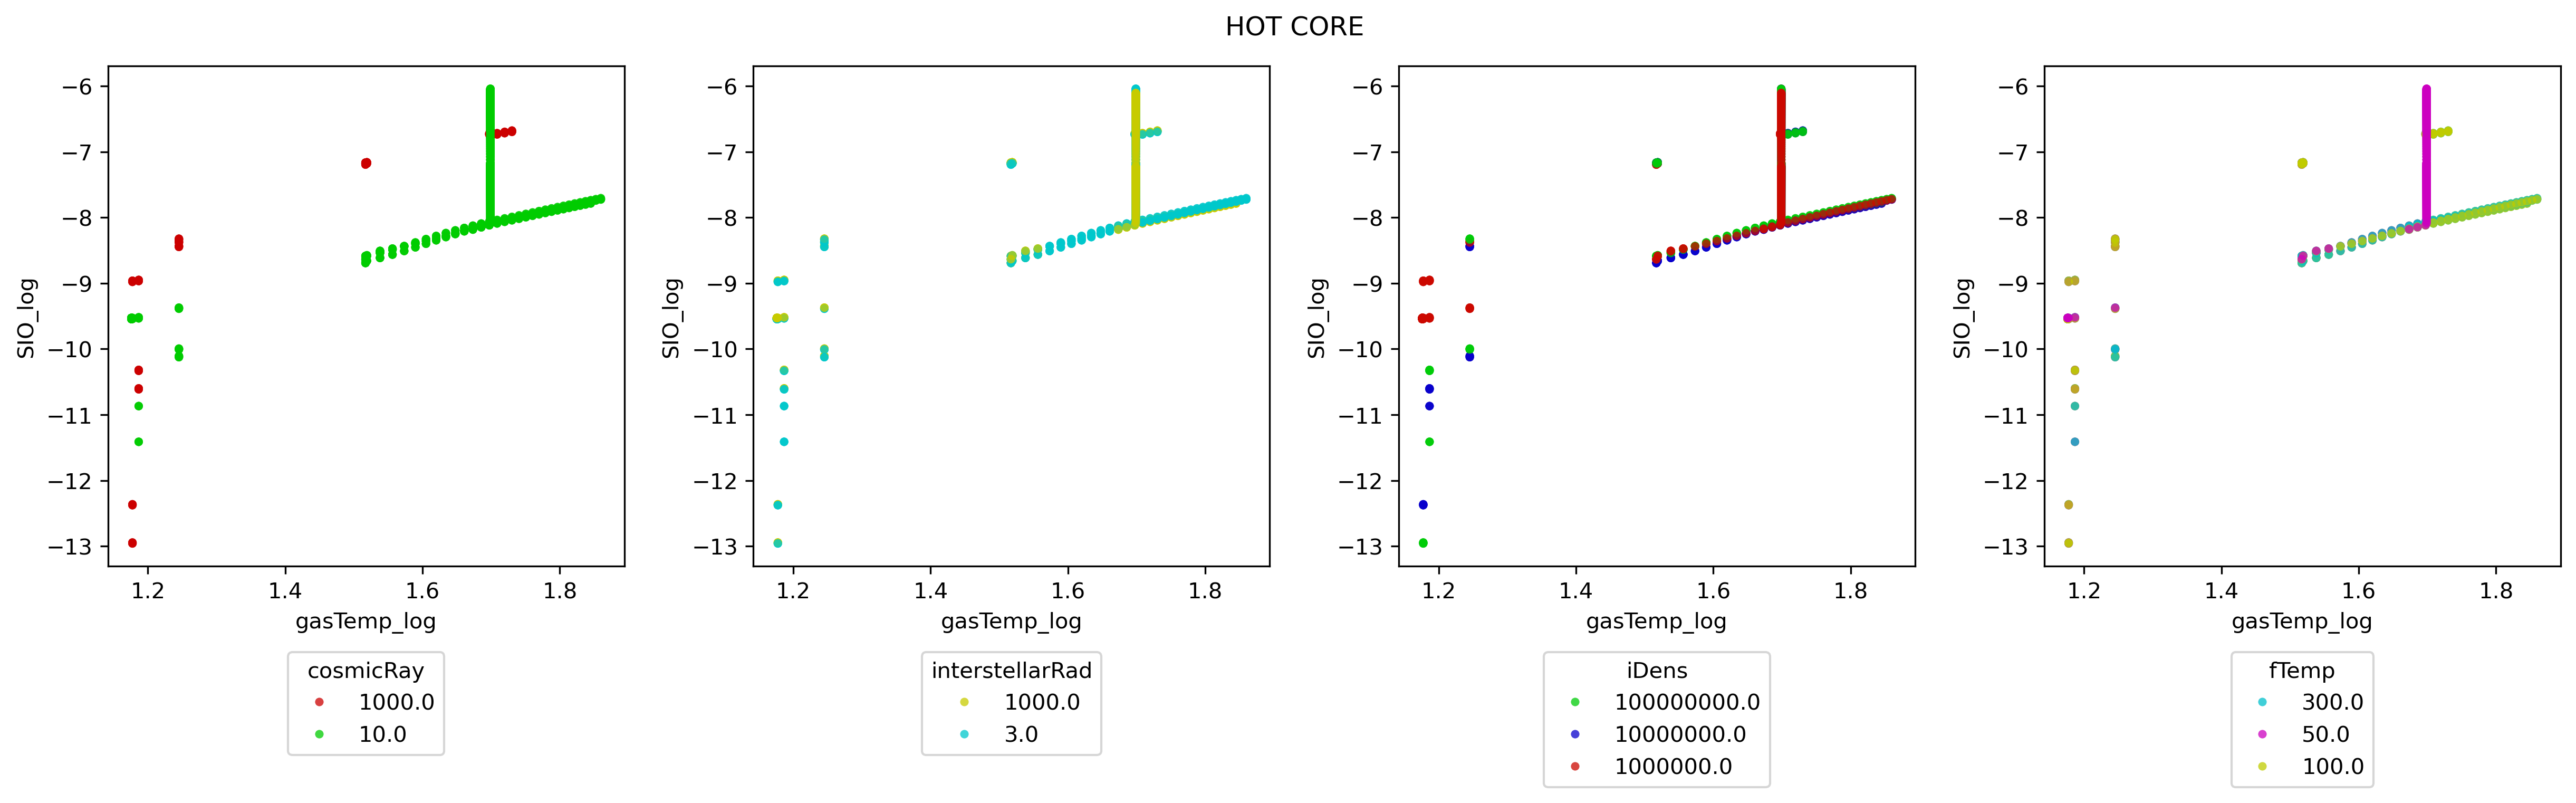 HOT CORE
−6
−7
−8
−9
−10
−11
−12
−13
SIO_log
1.2 1.4 1.6 1.8
gasTemp_log
cosmicRay
1000.0
10.0
−6
−7
−8
−9
−10
−11
−12
−13
SIO_log
1.2 1.4 1.6 1.8
gasTemp_log
interstellarRad
1000.0
3.0
−6
−7
−8
−9
−10
−11
−12
−13
SIO_log
1.2 1.4 1.6 1.8
gasTemp_log
iDens
100000000.0
10000000.0
1000000.0
−6
−7
−8
−9
−10
−11
−12
−13
SIO_log
1.2 1.4 1.6 1.8
gasTemp_log
fTemp
300.0
50.0
100.0